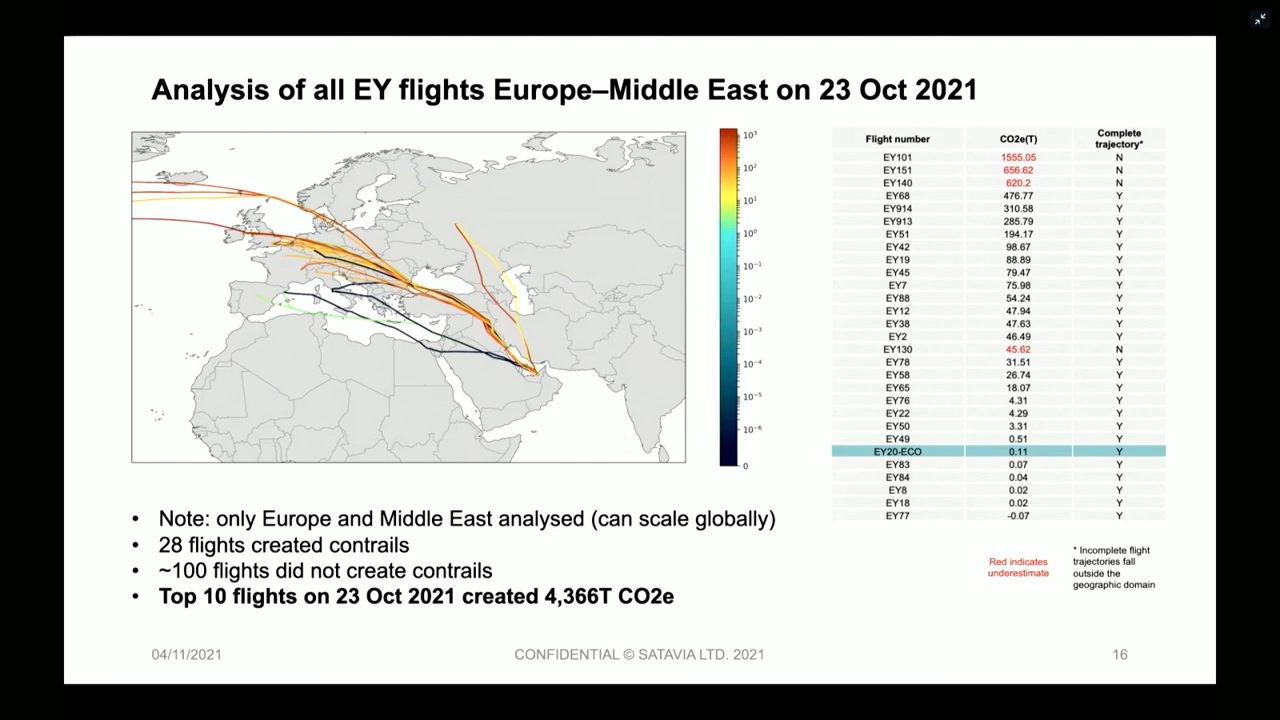 Analysis of all EY flights Europe–Middle East on 23 Oct 2021
10³
10²
10¹
10⁰
10⁻¹
10⁻²
10⁻³
10⁻⁴
10⁻⁵
10⁻⁶
0
Flight number CO2e(T) Complete trajectory*
EY101 1555.05 N
EY151 656.62 N
EY140 620.2 N
EY68 476.77 Y
EY914 310.58 Y
EY913 285.79 Y
EY51 194.17 Y
EY42 98.67 Y
EY19 88.89 Y
EY45 79.47 Y
EY7 75.98 Y
EY88 54.24 Y
EY12 47.94 Y
EY38 47.63 Y
EY2 46.49 Y
EY130 45.62 N
EY78 31.51 Y
EY58 26.74 Y
EY65 18.07 Y
EY76 4.31 Y
EY22 4.29 Y
EY50 3.31 Y
EY49 0.51 Y
EY20-ECO 0.11 Y
EY83 0.07 Y
EY84 0.04 Y
EY8 0.02 Y
EY18 0.02 Y
EY77 -0.07 Y
• Note: only Europe and Middle East analysed (can scale globally)
• 28 flights created contrails
• ~100 flights did not create contrails
• Top 10 flights on 23 Oct 2021 created 4,366T CO2e
Red indicates
underestimate
* Incomplete flight
trajectories fall
outside the
geographic domain
04/11/2021 CONFIDENTIAL © SATAVIA LTD. 2021 16